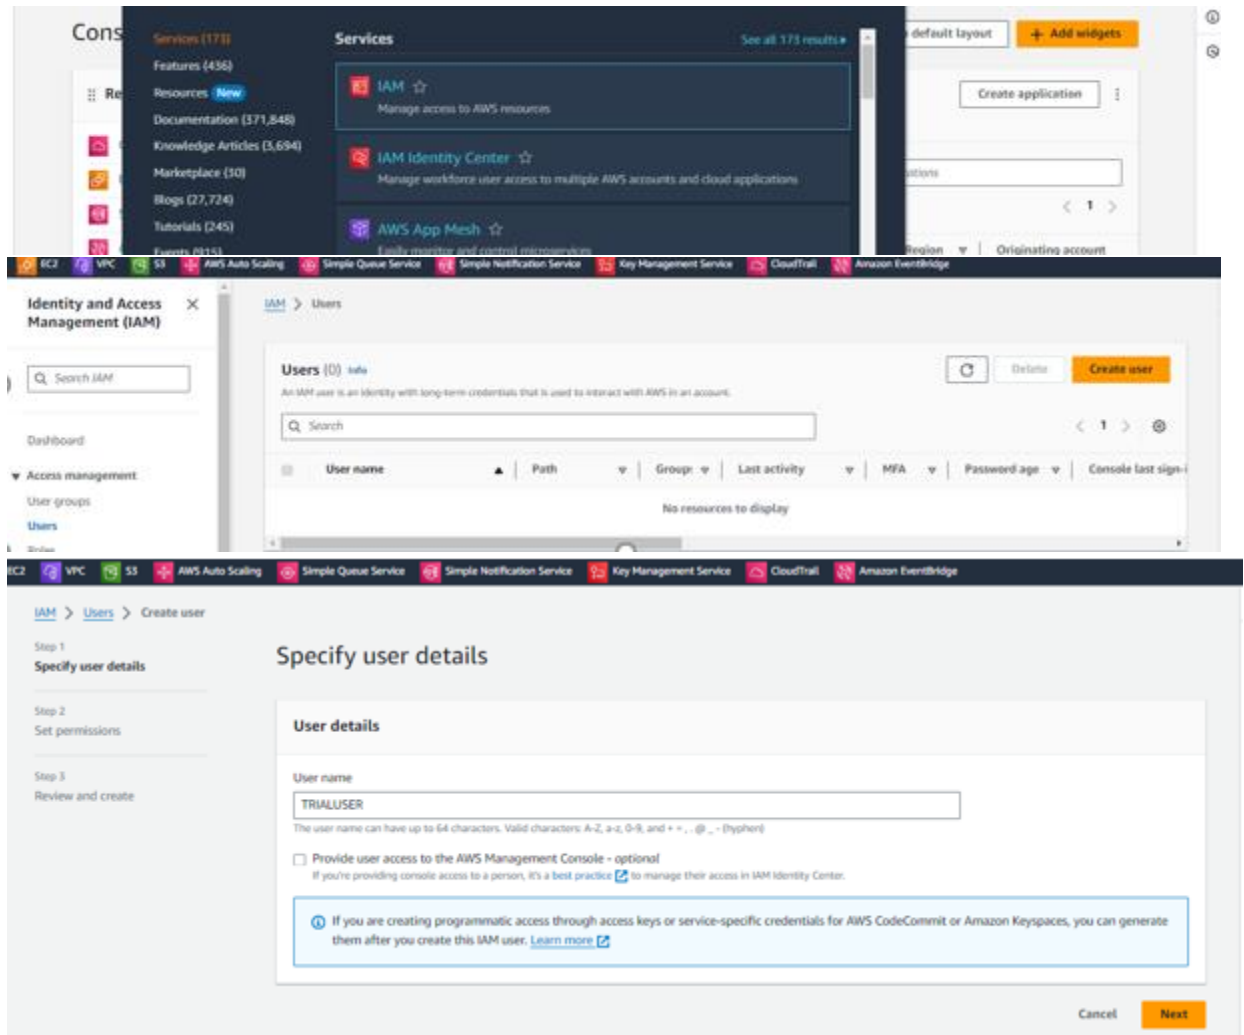 Cons
Services (173)
Features (436)
Resources New
Documentation (371,848)
Knowledge Articles (3,694)
Marketplace (30)
Blogs (27,724)
Tutorials (245)
Events (915)
Services
See all 173 results
IAM
Manage access to AWS resources
IAM Identity Center
Manage workforce user access to multiple AWS accounts and cloud applications
AWS App Mesh
Easily monitor and control microservices
default layout
+ Add widgets
Re
Create application
< 1 >
Region
Originating account
EC2 VPC S3 AWS Auto Scaling Simple Queue Service Simple Notification Service Key Management Service CloudTrail Amazon EventBridge
Identity and Access
Management (IAM)
Search IAM
Dashboard
Access management
User groups
Users
Roles
IAM > Users
Users (0) Info
An IAM user is an identity with long-term credentials that is used to interact with AWS in an account.
Delete
Create user
Search
< 1 >
User name Path Group: Last activity MFA Password age Console last sign-i
No resources to display
EC2 VPC S3 AWS Auto Scaling Simple Queue Service Simple Notification Service Key Management Service CloudTrail Amazon EventBridge
IAM > Users > Create user
Step 1
Specify user details
Step 2
Set permissions
Step 3
Review and create
Specify user details
User details
User name
TRIALUSER
The user name can have up to 64 characters. Valid characters: A-Z, a-z, 0-9, and + = , . @ _ - (hyphen)
Provide user access to the AWS Management Console - optional
If you're providing console access to a person, it's a best practice to manage their access in IAM Identity Center.
If you are creating programmatic access through access keys or service-specific credentials for AWS CodeCommit or Amazon Keyspaces, you can generate
them after you create this IAM user. Learn more
Cancel
Next